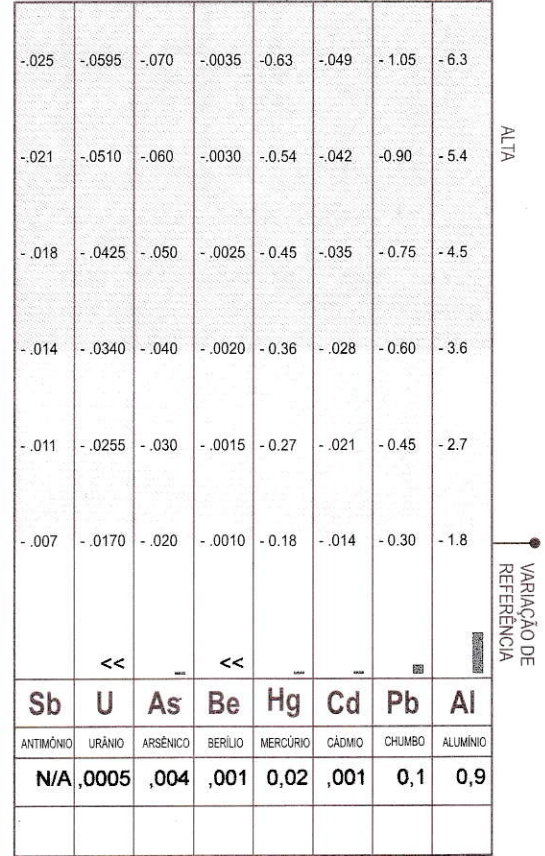 -.025 -.0595 -.070 -.0035 -0.63 -.049 - 1.05 - 6.3
ALTA
-.021 -.0510 -.060 -.0030 -.0.54 -.042 -0.90 - 5.4
- .018 - .0425 - .050 - .0025 - 0.45 -.035 - 0.75 - 4.5
- .014 - .0340 - .040 - .0020 - 0.36 - .028 - 0.60 - 3.6
- .011 - .0255 - .030 - .0015 - 0.27 - .021 - 0.45 - 2.7
- .007 - .0170 - .020 - .0010 - 0.18 - .014 - 0.30 - 1.8
VARIAÇÃO DE
REFERÊNCIA
<< <<
Sb U As Be Hg Cd Pb Al
ANTIMÔNIO URÂNIO ARSÊNICO BERÍLIO MERCÚRIO CÁDMIO CHUMBO ALUMÍNIO
N/A ,0005 ,004 ,001 0,02 ,001 0,1 0,9